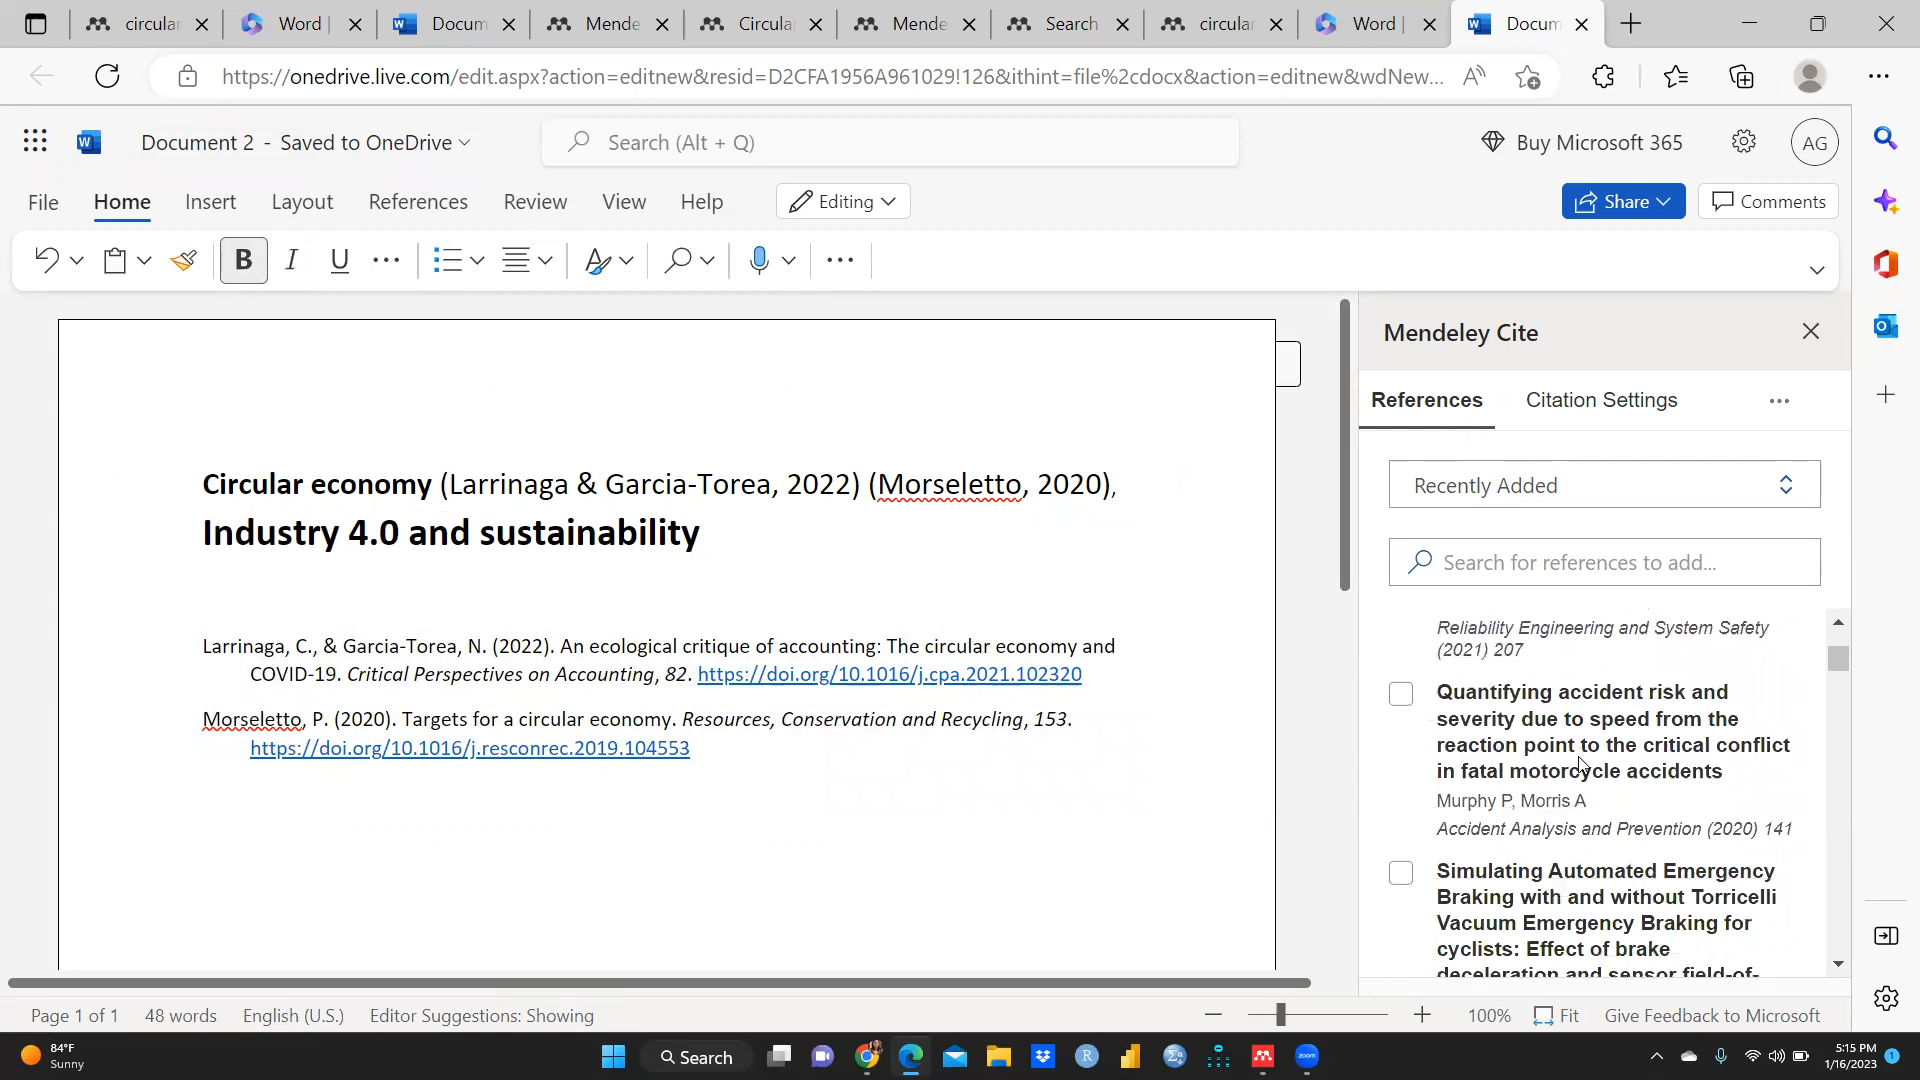 circular
Word |
Docum
Mende
Circular
Mende
Search
circular
Word |
Docum
https://onedrive.live.com/edit.aspx?action=editnew&resid=D2CFA1956A961029!126&ithint=file%2cdocx&action=editnew&wdNew...
Document 2 - Saved to OneDrive
Search (Alt + Q)
Buy Microsoft 365
AG
File
Home
Insert
Layout
References
Review
View
Help
Editing
Share
Comments
B
I
U
Circular economy (Larrinaga & Garcia-Torea, 2022) (Morseletto, 2020),
Industry 4.0 and sustainability
Larrinaga, C., & Garcia-Torea, N. (2022). An ecological critique of accounting: The circular economy and
COVID-19. Critical Perspectives on Accounting, 82. https://doi.org/10.1016/j.cpa.2021.102320
Morseletto, P. (2020). Targets for a circular economy. Resources, Conservation and Recycling, 153.
https://doi.org/10.1016/j.resconrec.2019.104553
Mendeley Cite
References
Citation Settings
Recently Added
Search for references to add...
Reliability Engineering and System Safety
(2021) 207
Quantifying accident risk and
severity due to speed from the
reaction point to the critical conflict
in fatal motorcycle accidents
Murphy P, Morris A
Accident Analysis and Prevention (2020) 141
Simulating Automated Emergency
Braking with and without Torricelli
Vacuum Emergency Braking for
cyclists: Effect of brake
deceleration and sensor field-of-
Page 1 of 1
48 words
English (U.S.)
Editor Suggestions: Showing
100%
Fit
Give Feedback to Microsoft
84°F
Sunny
Search
zoom
5:15 PM
1/16/2023
1